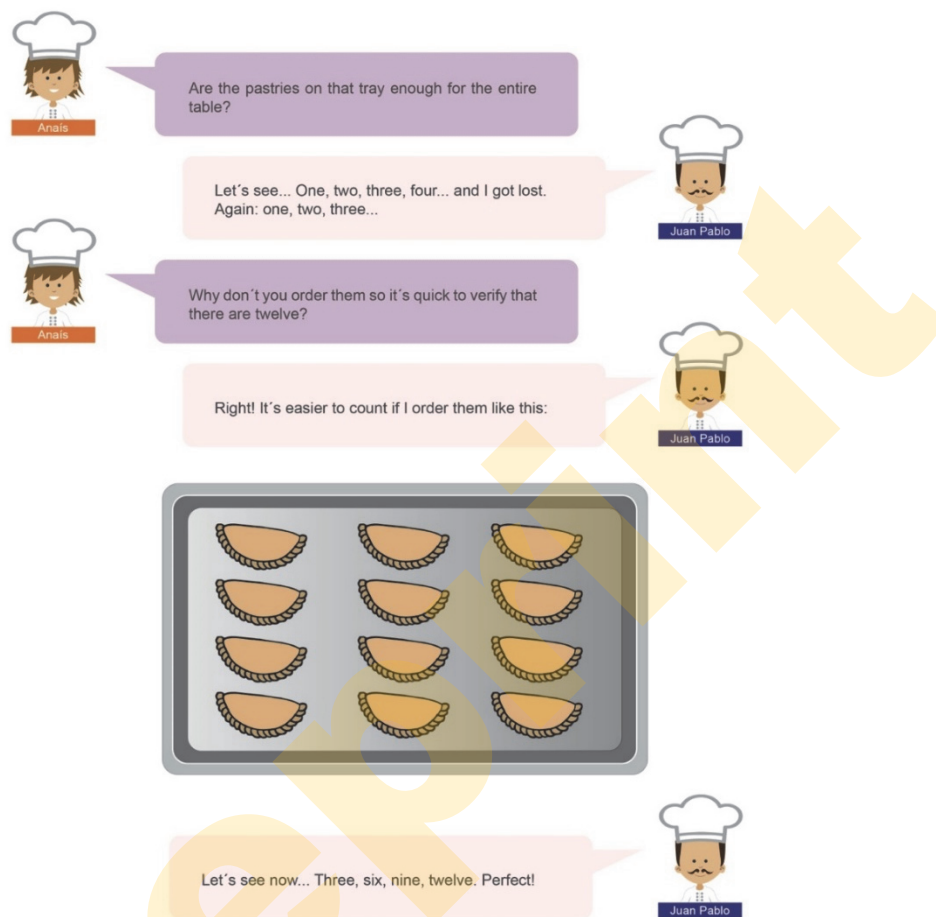 Are the pastries on that tray enough for the entire
table?
Anaís
Let´s see... One, two, three, four... and I got lost.
Again: one, two, three...
Juan Pablo
Why don´t you order them so it´s quick to verify that
there are twelve?
Anaís
Right! It´s easier to count if I order them like this:
Juan Pablo
Let´s see now... Three, six, nine, twelve. Perfect!
Juan Pablo
eprint